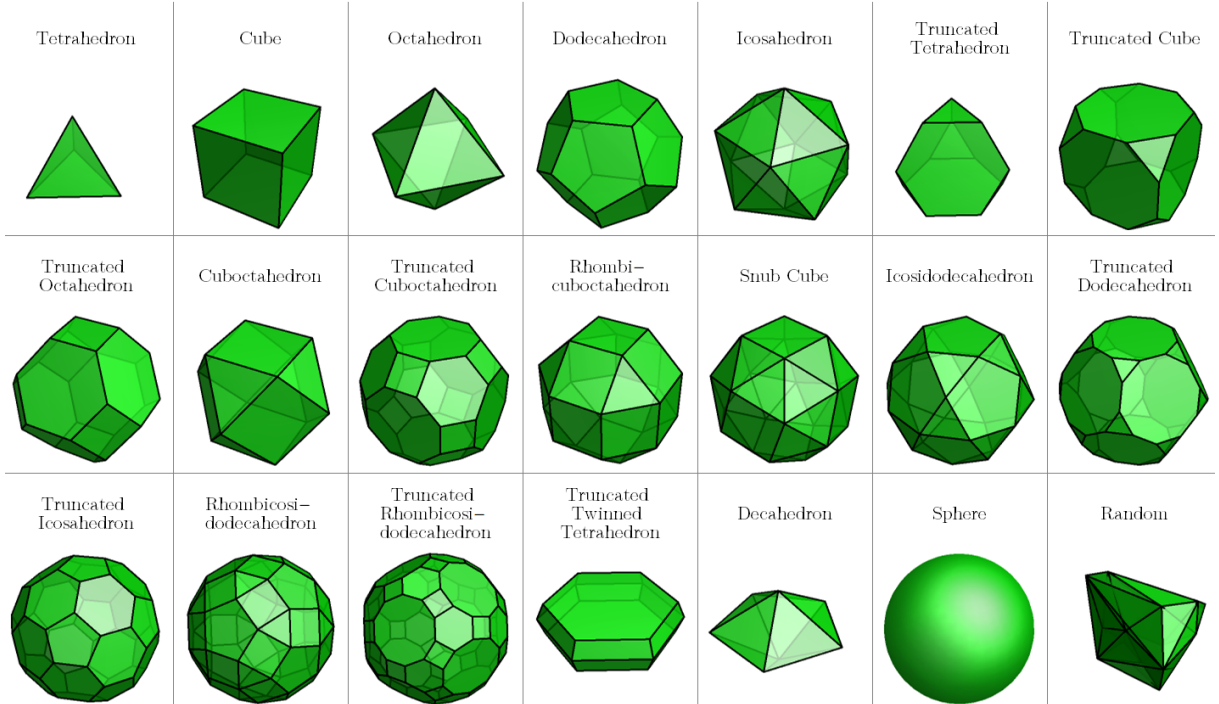 Tetrahedron
Cube
Octahedron
Dodecahedron
Icosahedron
Truncated
Tetrahedron
Truncated Cube
Truncated
Octahedron
Cuboctahedron
Truncated
Cuboctahedron
Rhombi-
cuboctahedron
Snub Cube
Icosidodecahedron
Truncated
Dodecahedron
Truncated
Icosahedron
Rhombicosi-
dodecahedron
Truncated
Rhombicosi-
dodecahedron
Truncated
Twinned
Tetrahedron
Decahedron
Sphere
Random